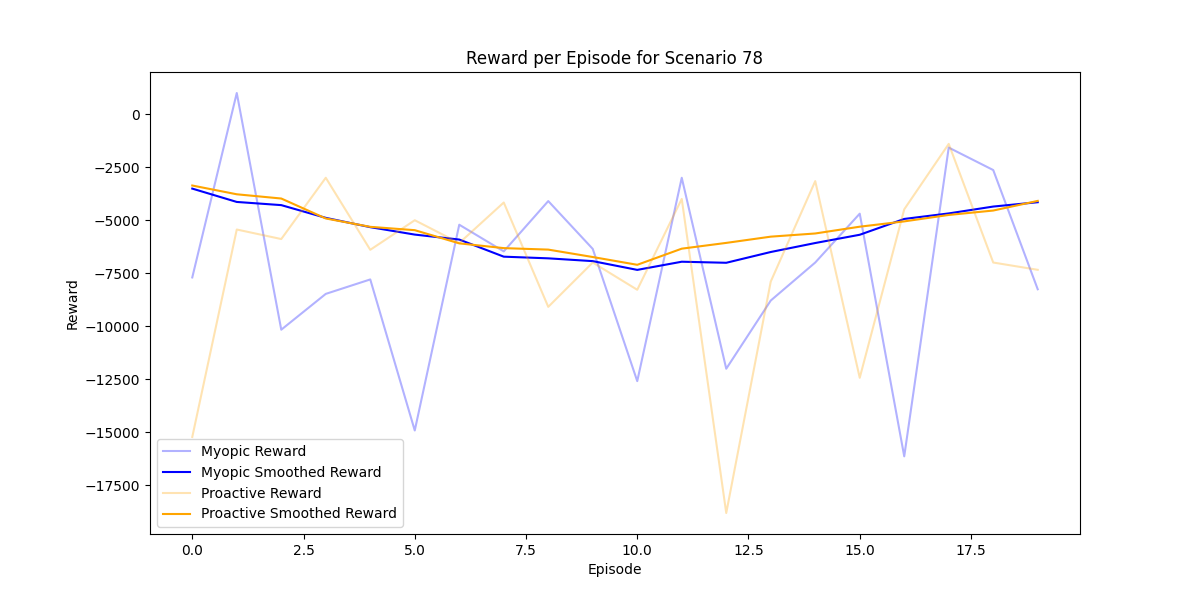 Reward per Episode for Scenario 78
0
−2500
−5000
−7500
−10000
−12500
−15000
−17500
Reward
Myopic Reward
Myopic Smoothed Reward
Proactive Reward
Proactive Smoothed Reward
0.0 2.5 5.0 7.5 10.0 12.5 15.0 17.5
Episode